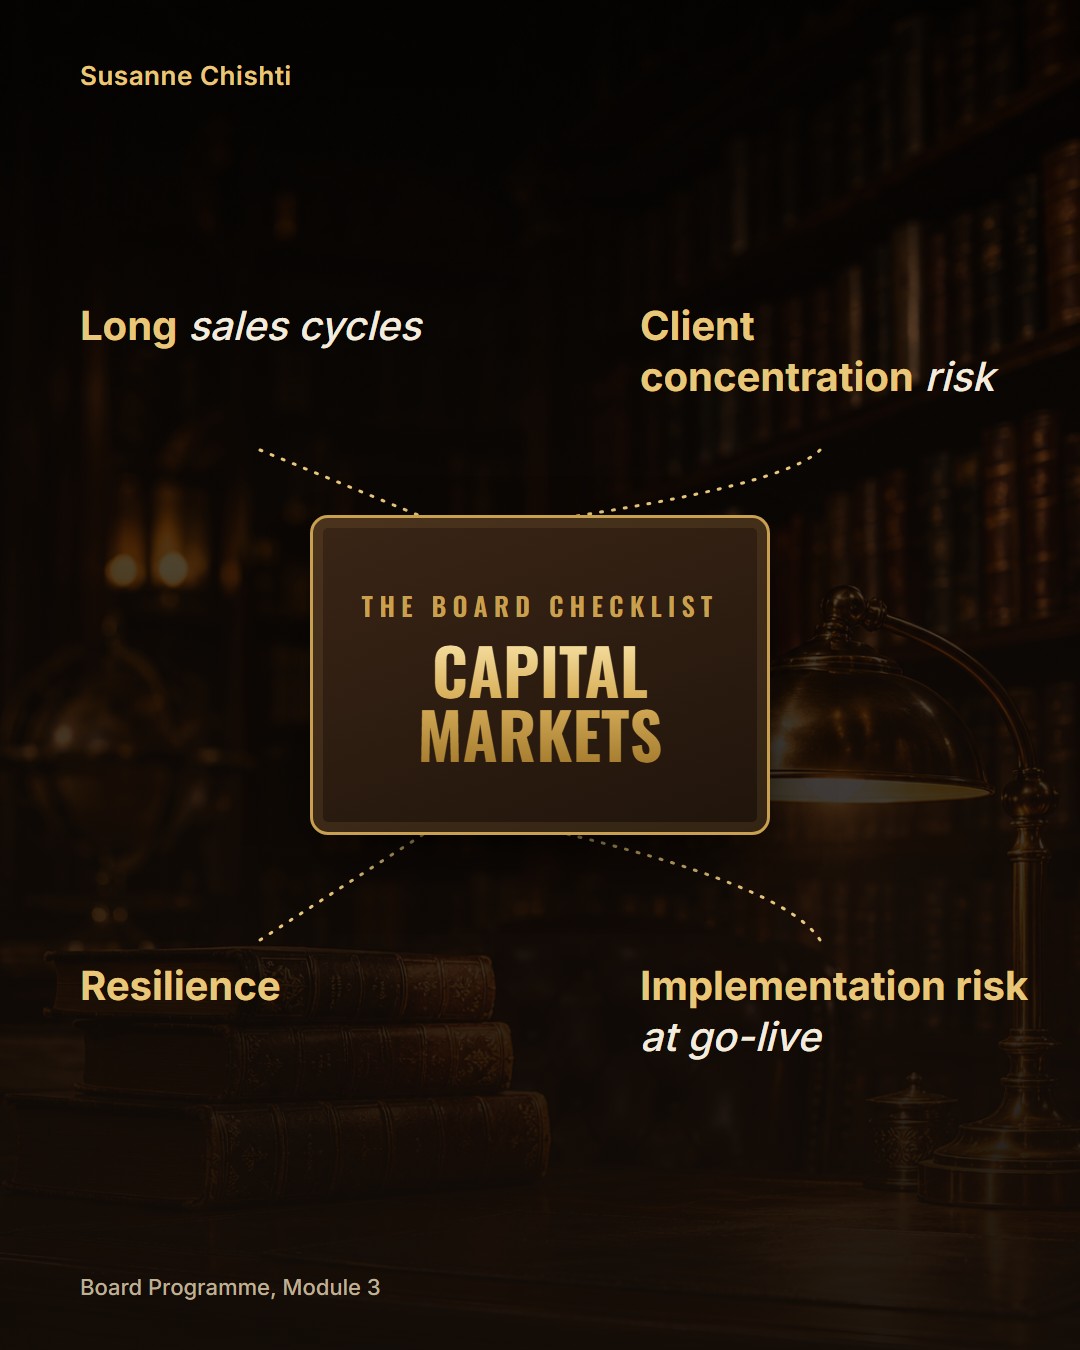 Susanne Chishti
Long sales cycles
Client
concentration risk
THE BOARD CHECKLIST
CAPITAL
MARKETS
Resilience
Implementation risk
at go-live
Board Programme, Module 3